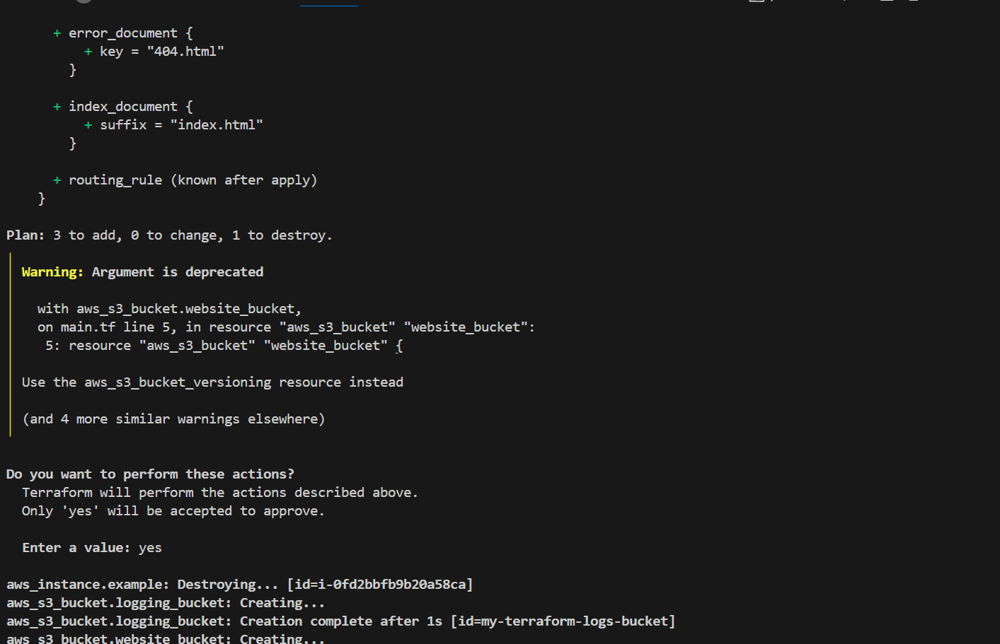 + error_document {
+ key = "404.html"
}
+ index_document {
+ suffix = "index.html"
}
+ routing_rule (known after apply)
}
Plan: 3 to add, 0 to change, 1 to destroy.
Warning: Argument is deprecated
with aws_s3_bucket.website_bucket,
on main.tf line 5, in resource "aws_s3_bucket" "website_bucket":
5: resource "aws_s3_bucket" "website_bucket" {
Use the aws_s3_bucket_versioning resource instead
(and 4 more similar warnings elsewhere)
Do you want to perform these actions?
Terraform will perform the actions described above.
Only 'yes' will be accepted to approve.
Enter a value: yes
aws_instance.example: Destroying... [id=i-0fd2bbfb9b20a58ca]
aws_s3_bucket.logging_bucket: Creating...
aws_s3_bucket.logging_bucket: Creation complete after 1s [id=my-terraform-logs-bucket]
aws_s3_bucket.website_bucket: Creating...